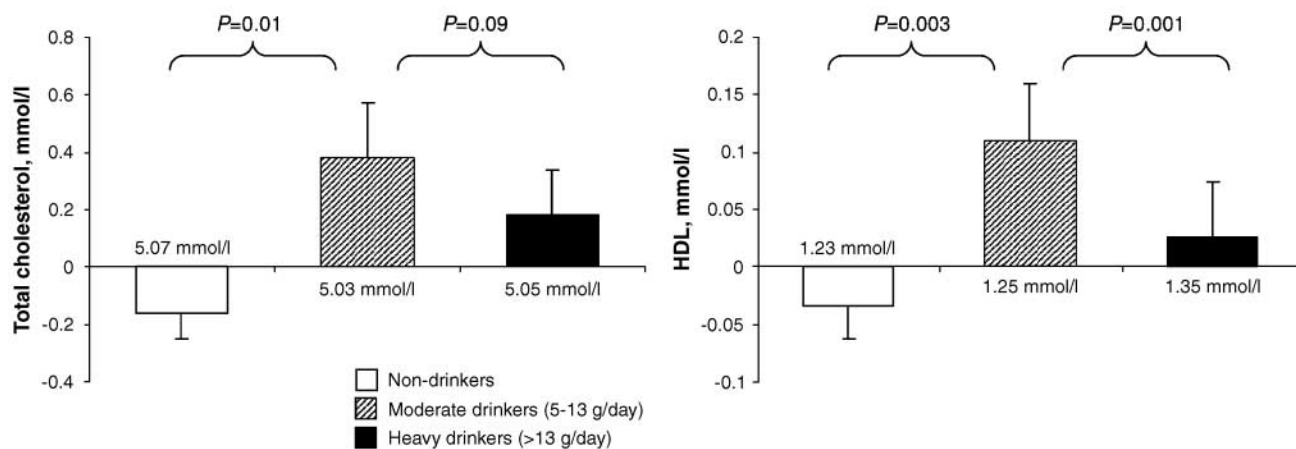 P=0.01
P=0.09
0.8
0.6
0.4
0.2
0
-0.2
-0.4
Total cholesterol, mmol/l
5.07 mmol/l
5.03 mmol/l
5.05 mmol/l
Non-drinkers
Moderate drinkers (5-13 g/day)
Heavy drinkers (>13 g/day)
P=0.003
P=0.001
0.2
0.15
0.1
0.05
0
-0.05
-0.1
HDL, mmol/l
1.23 mmol/l
1.25 mmol/l
1.35 mmol/l